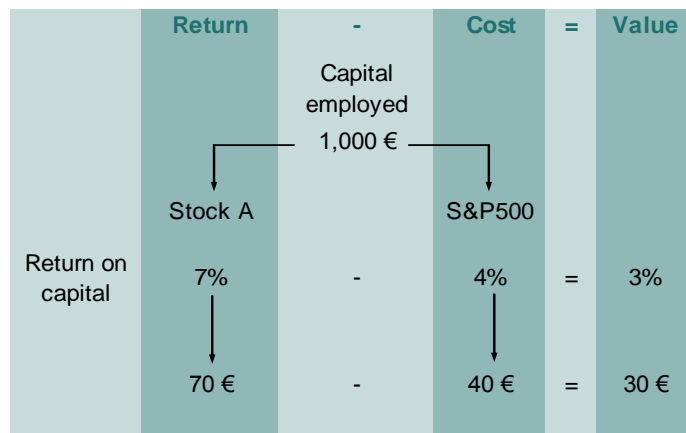 Return - Cost = Value
Capital
employed
1,000 €
Stock A S&P500
Return on
capital
7% - 4% = 3%
70 € - 40 € = 30 €